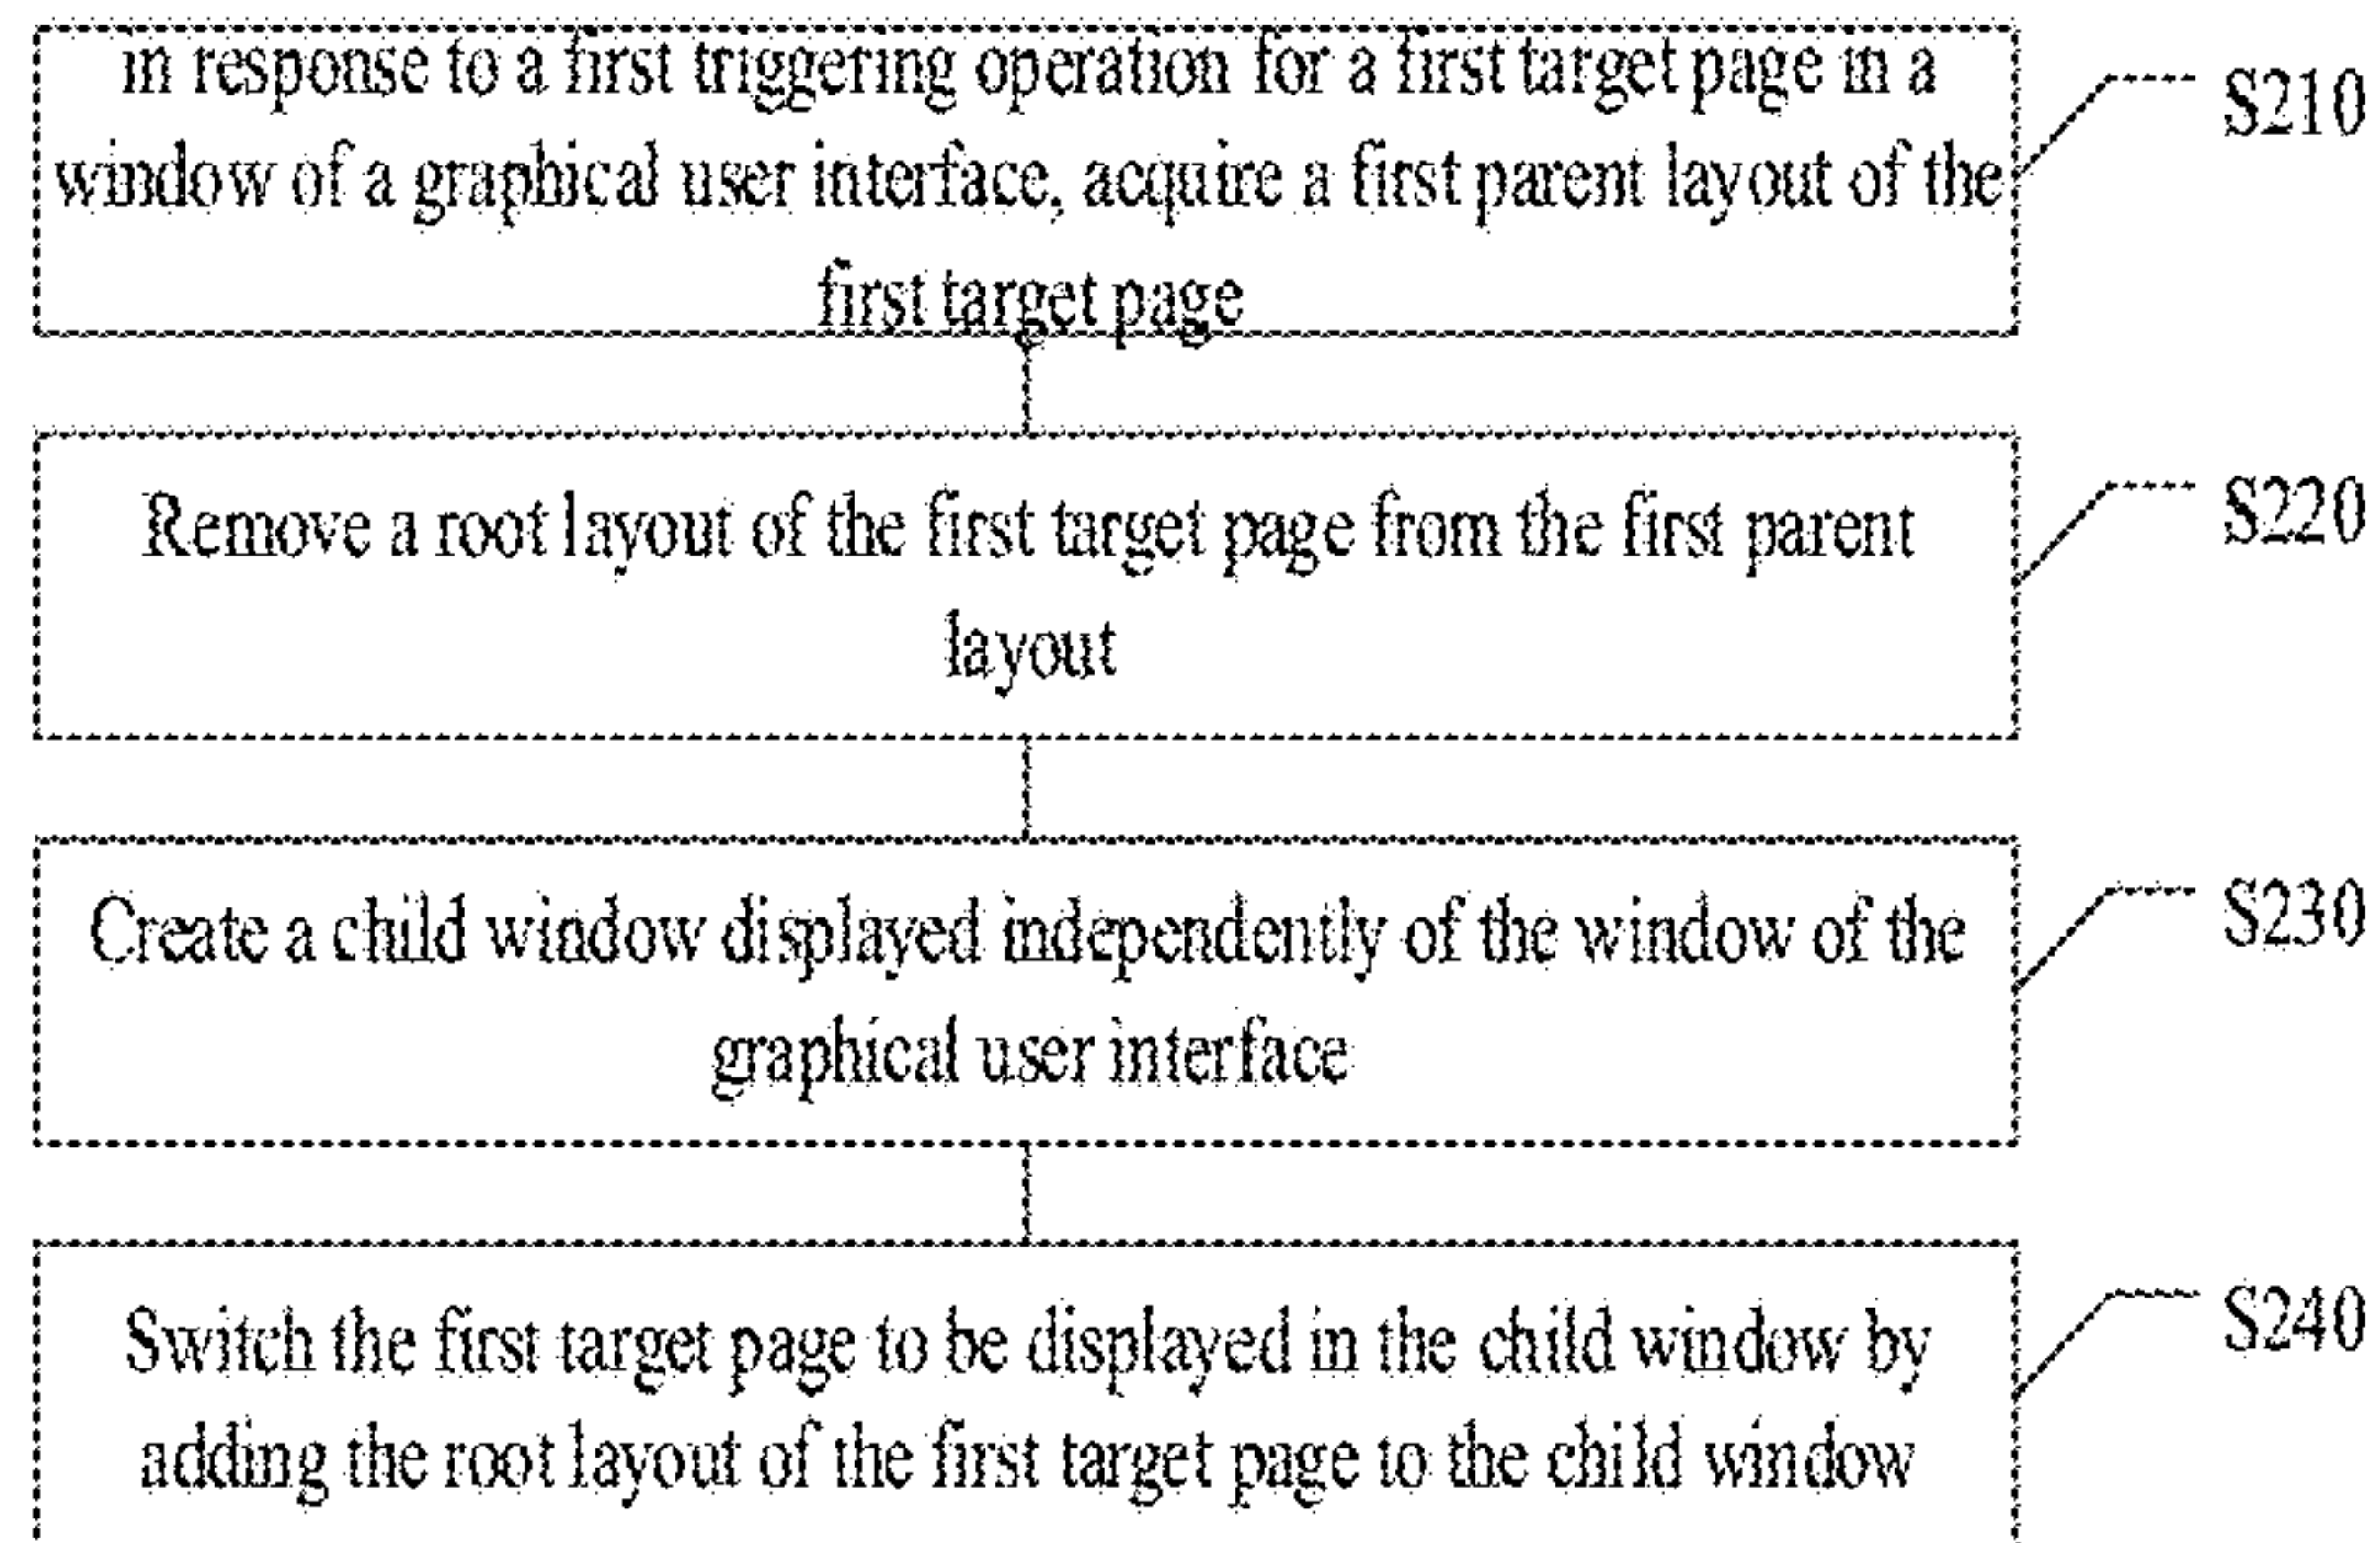 in response to a first triggering operation for a first target page in a
S210
window of a graphical user interface, acquire a first parent layout of the
first target page
Remove a root layout of the first target page from the first parent
S220
layout
Create a child window displayed independently of the window of the
S230
graphical user interface
Switch the first target page to be displayed in the child window by
S240
adding the root layout of the first target page to the child window